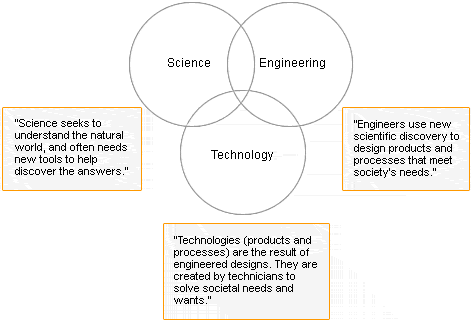 Science
Engineering
Technology
"Science seeks to
understand the natural
world, and often needs
new tools to help
discover the answers."
"Engineers use new
scientific discovery to
design products and
processes that meet
society's needs."
"Technologies (products and
processes) are the result of
engineered designs. They are
created by technicians to
solve societal needs and
wants."